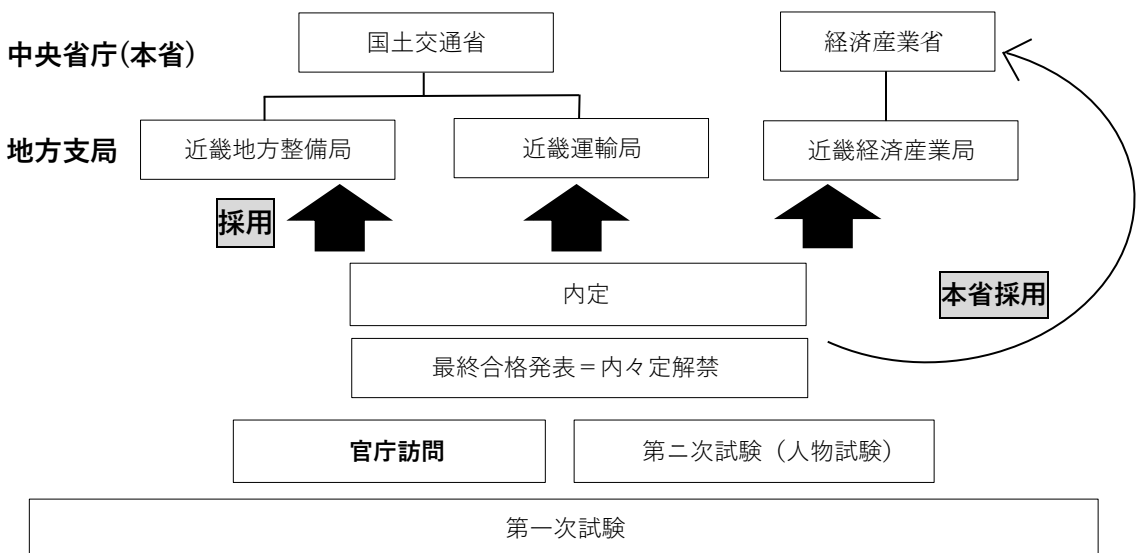 中央省庁(本省)
国土交通省
経済産業省
地方支局
近畿地方整備局
近畿運輸局
近畿経済産業局
採用
内定
本省採用
最終合格発表＝内々定解禁
官庁訪問
第二次試験（人物試験）
第一次試験